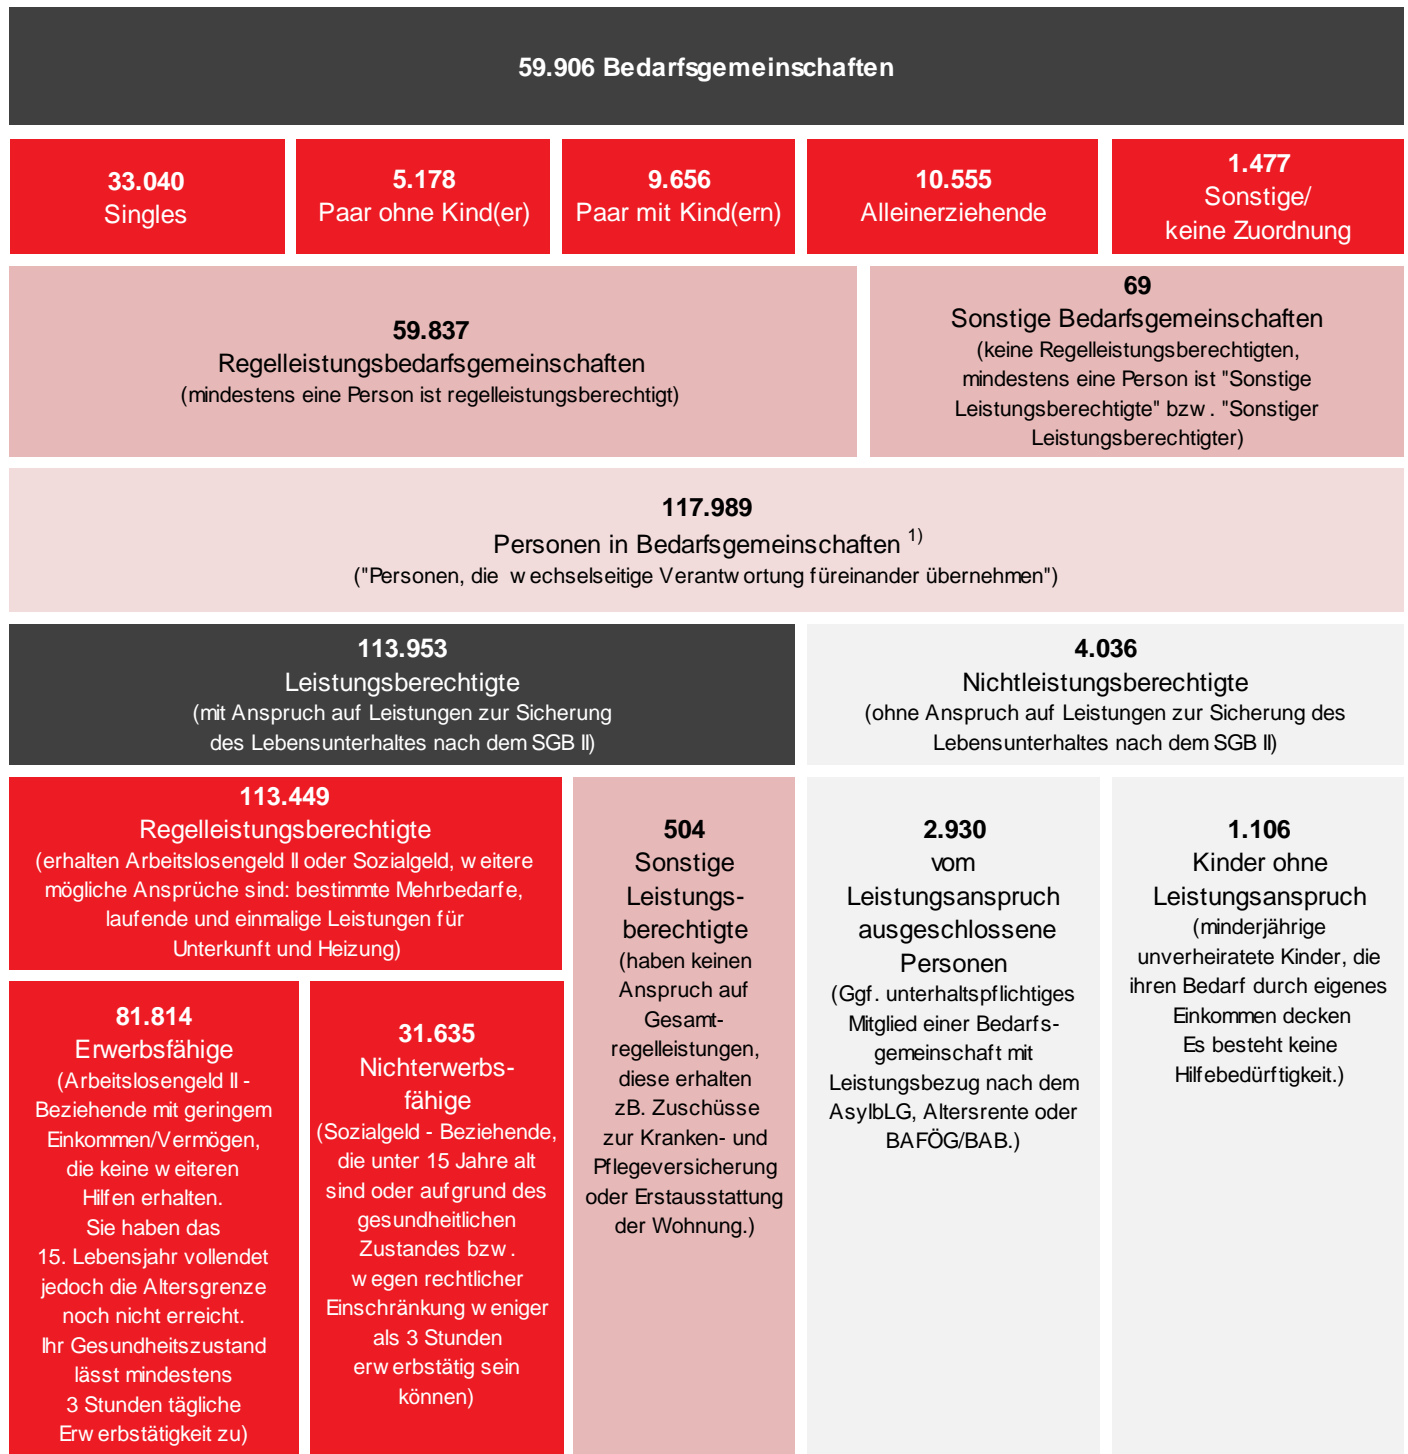 59.906 Bedarfsgemeinschaften
33.040
Singles
5.178
Paar ohne Kind(er)
9.656
Paar mit Kind(ern)
10.555
Alleinerziehende
1.477
Sonstige/
keine Zuordnung
59.837
Regelleistungsbedarfsgemeinschaften
(mindestens eine Person ist regelleistungsberechtigt)
69
Sonstige Bedarfsgemeinschaften
(keine Regelleistungsberechtigten,
mindestens eine Person ist "Sonstige
Leistungsberechtigte" bzw. "Sonstiger
Leistungsberechtigter)
117.989
Personen in Bedarfsgemeinschaften 1)
("Personen, die wechselseitige Verantwortung füreinander übernehmen")
113.953
Leistungsberechtigte
(mit Anspruch auf Leistungen zur Sicherung
des Lebensunterhaltes nach dem SGB II)
4.036
Nichtleistungsberechtigte
(ohne Anspruch auf Leistungen zur Sicherung des
Lebensunterhaltes nach dem SGB II)
113.449
Regelleistungsberechtigte
(erhalten Arbeitslosengeld II oder Sozialgeld, weitere
mögliche Ansprüche sind: bestimmte Mehrbedarfe,
laufende und einmalige Leistungen für
Unterkunft und Heizung)
81.814
Erwerbsfähige
(Arbeitslosengeld II -
Beziehende mit geringem
Einkommen/Vermögen,
die keine weiteren
Hilfen erhalten.
Sie haben das
15. Lebensjahr vollendet
jedoch die Altersgrenze
noch nicht erreicht.
Ihr Gesundheitszustand
lässt mindestens
3 Stunden tägliche
Erwerbstätigkeit zu)
31.635
Nichterwerbs-
fähige
(Sozialgeld - Beziehende,
die unter 15 Jahre alt
sind oder aufgrund des
gesundheitlichen
Zustandes bzw.
wegen rechtlicher
Einschränkung weniger
als 3 Stunden
erwerbstätig sein
können)
504
Sonstige
Leistungs-
berechtigte
(haben keinen
Anspruch auf
Gesamt-
regelleistungen,
diese erhalten
zB. Zuschüsse
zur Kranken- und
Pflegeversicherung
oder Erstausstattung
der Wohnung.)
2.930
vom
Leistungsanspruch
ausgeschlossene
Personen
(Ggf. unterhaltspflichtiges
Mitglied einer Bedarfs-
gemeinschaft mit
Leistungsbezug nach dem
AsylbLG, Altersrente oder
BAFÖG/BAB.)
1.106
Kinder ohne
Leistungsanspruch
(minderjährige
unverheiratete Kinder, die
ihren Bedarf durch eigenes
Einkommen decken
Es besteht keine
Hilfebedürftigkeit.)